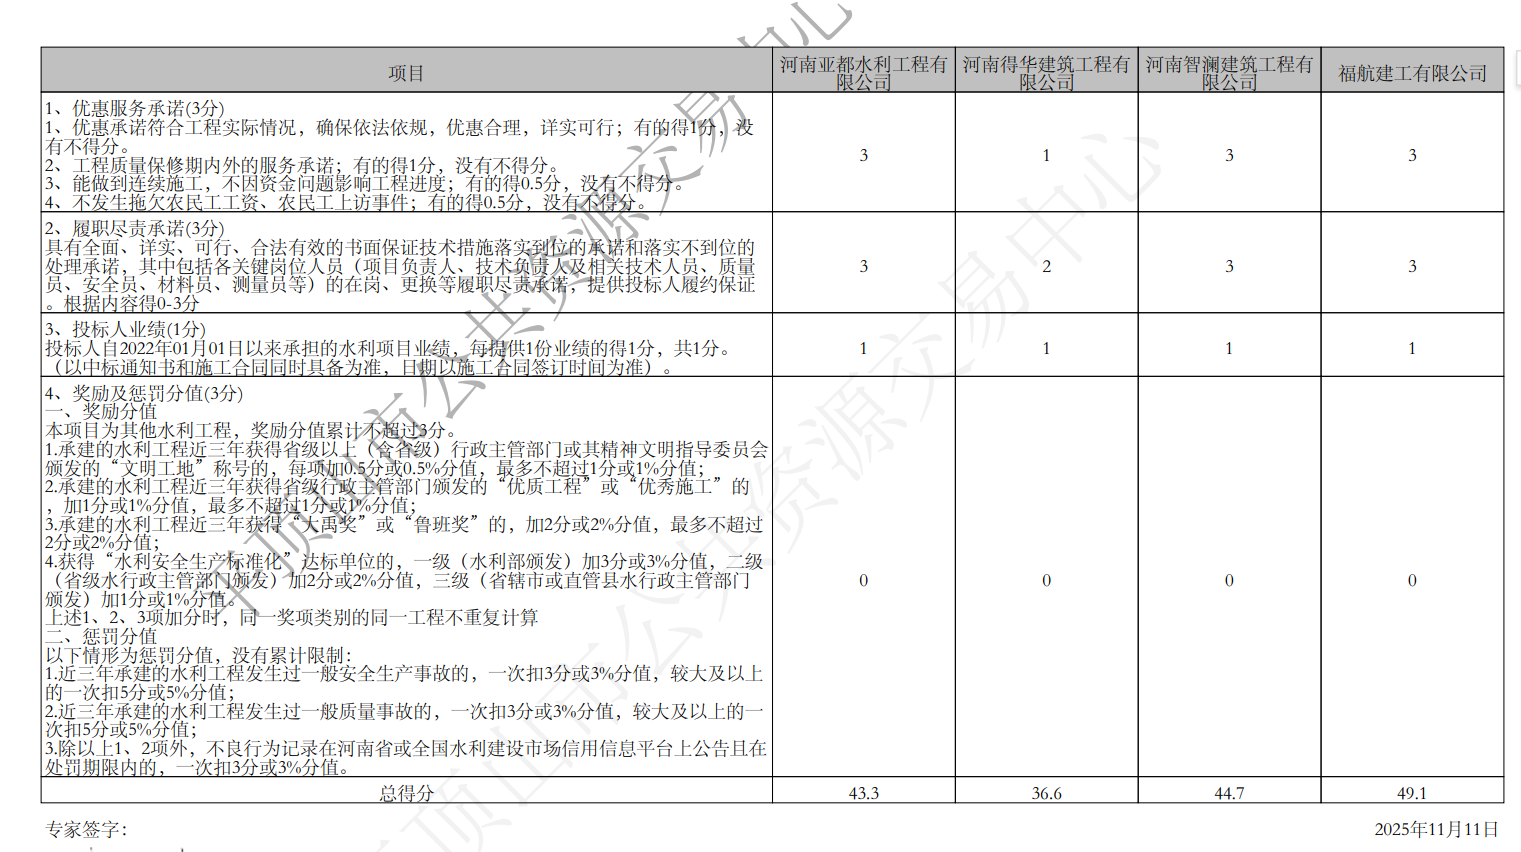 项目
河南亚都水利工程有
限公司
河南得华建筑工程有
限公司
河南智澜建筑工程有
限公司
福航建工有限公司
1、优惠服务承诺(3分)
1、优惠承诺符合工程实际情况，确保依法依规，优惠合理，详实可行；有的得1分，没
有不得分。
2、工程质量保修期内外的服务承诺；有的得1分，没有不得分。
3、能做到连续施工，不因资金问题影响工程进度；有的得0.5分，没有不得分。
4、不发生拖欠农民工工资、农民工上访事件；有的得0.5分，没有不得分。
3
1
3
3
2、履职尽责承诺(3分)
具有全面、详实、可行、合法有效的书面保证技术措施落实到位的承诺和落实不到位的
处理承诺，其中包括各关键岗位人员（项目负责人、技术负责人及相关技术人员、质量
员、安全员、材料员、测量员等）的在岗、更换等履职尽责承诺，提供投标人履约保证
。根据内容得0-3分
3
2
3
3
3、投标人业绩(1分)
投标人自2022年01月01日以来承担的水利项目业绩，每提供1份业绩的得1分，共1分。
（以中标通知书和施工合同同时具备为准，日期以施工合同签订时间为准）。
1
1
1
1
4、奖励及惩罚分值(3分)
一、奖励分值
本项目为其他水利工程，奖励分值累计不超过3分。
1.承建的水利工程近三年获得省级以上（含省级）行政主管部门或其精神文明指导委员会
颁发的“文明工地”称号的，每项加0.5分或0.5%分值，最多不超过1分或1%分值；
2.承建的水利工程近三年获得省级行政主管部门颁发的“优质工程”或“优秀施工”的
，加1分或1%分值，最多不超过1分或1%分值；
3.承建的水利工程近三年获得“大禹奖”或“鲁班奖”的，加2分或2%分值，最多不超过
2分或2%分值；
4.获得“水利安全生产标准化”达标单位的，一级（水利部颁发）加3分或3%分值，二级
（省级水行政主管部门颁发）加2分或2%分值，三级（省辖市或直管县水行政主管部门
颁发）加1分或1%分值。
上述1、2、3项加分时，同一奖项类别的同一工程不重复计算
二、惩罚分值
以下情形为惩罚分值，没有累计限制：
1.近三年承建的水利工程发生过一般安全生产事故的，一次扣3分或3%分值，较大及以上
的一次扣5分或5%分值；
2.近三年承建的水利工程发生过一般质量事故的，一次扣3分或3%分值，较大及以上的一
次扣5分或5%分值；
3.除以上1、2项外，不良行为记录在河南省或全国水利建设市场信用信息平台上公告且在
处罚期限内的，一次扣3分或3%分值。
0
0
0
0
总得分
43.3
36.6
44.7
49.1
专家签字：
2025年11月11日
平顶山市公共资源交易中心
平顶山市公共资源交易中心